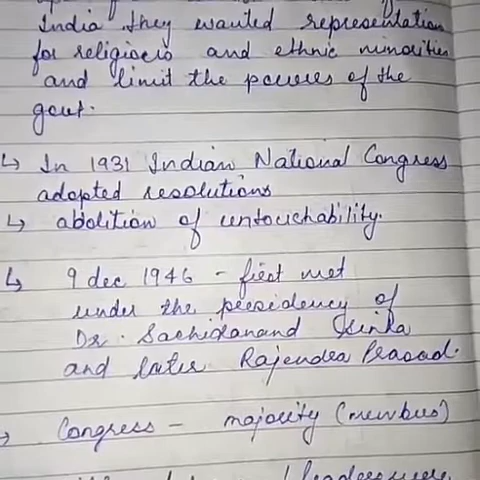 India they wanted representation
for religious and ethnic minorities
and limit the powers of the
govt.
↳ In 1931 Indian National Congress
adopted resolutions
↳ abolition of untouchability.
↳ 9 dec 1946 - first met
under the presidency of
Dr. Sachidanand Sinha
and later Rajendra Prasad.
Congress - majority (members)
leaders were